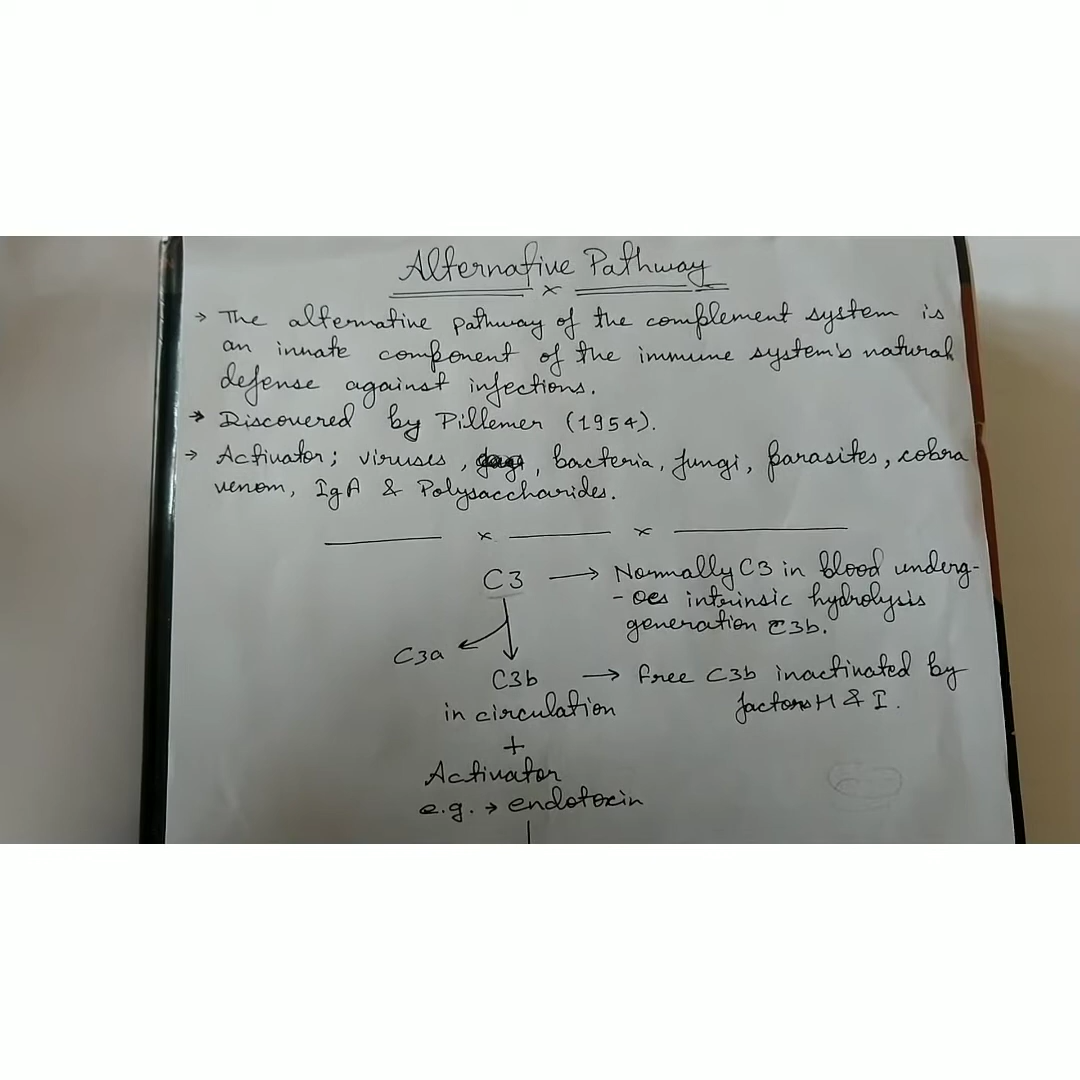 Alternative Pathway
x
→ The alternative pathway of the complement system is
an innate component of the immune system's natural
defense against infections.
→ Discovered by Pillemer (1954).
→ Activator; viruses, , bacteria, fungi, parasites, cobra
venom, IgA & Polysaccharides.
x x
C3 → Normally C3 in blood underg-
- oes intrinsic hydrolysis
generation C3b.
C3a
C3b → free C3b inactivated by
in circulation factors H & I.
+
Activator
e.g. → endotoxin